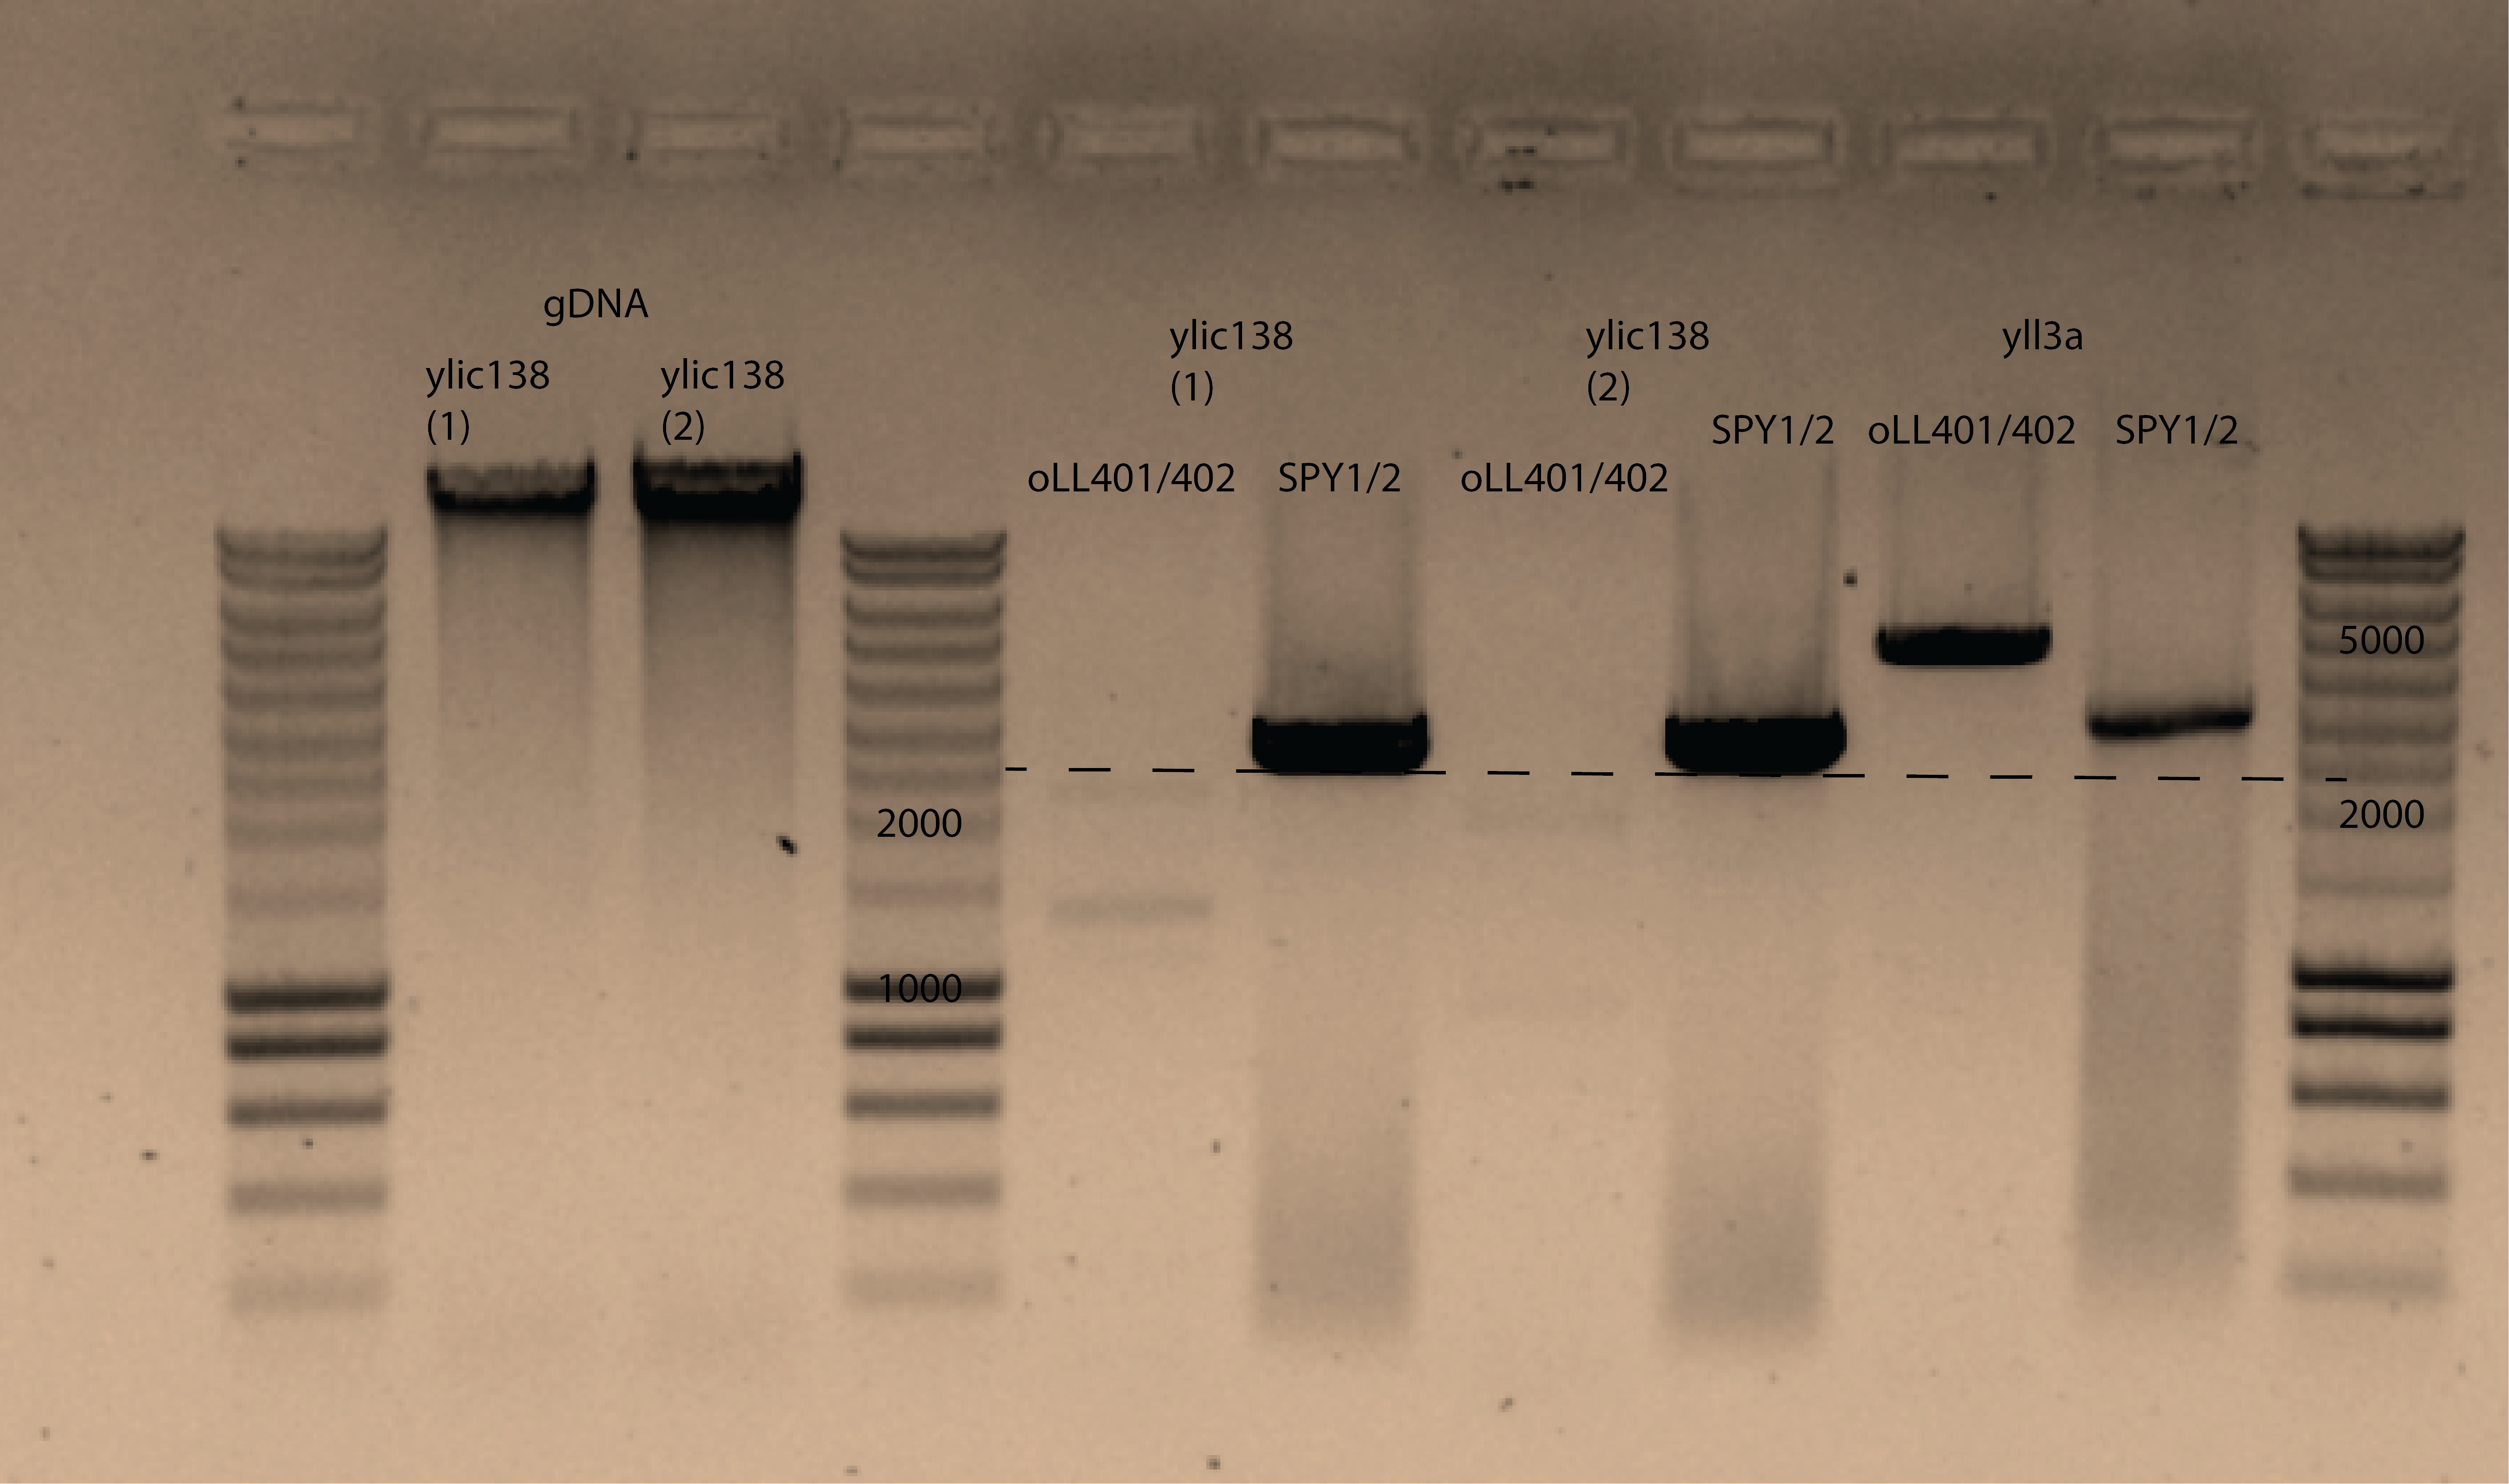 gDNA
ylic138
(1)
ylic138
(2)
ylic138
(1)
ylic138
(2)
yll3a
oLL401/402
SPY1/2
oLL401/402
SPY1/2
oLL401/402
SPY1/2
5000
2000
2000
1000